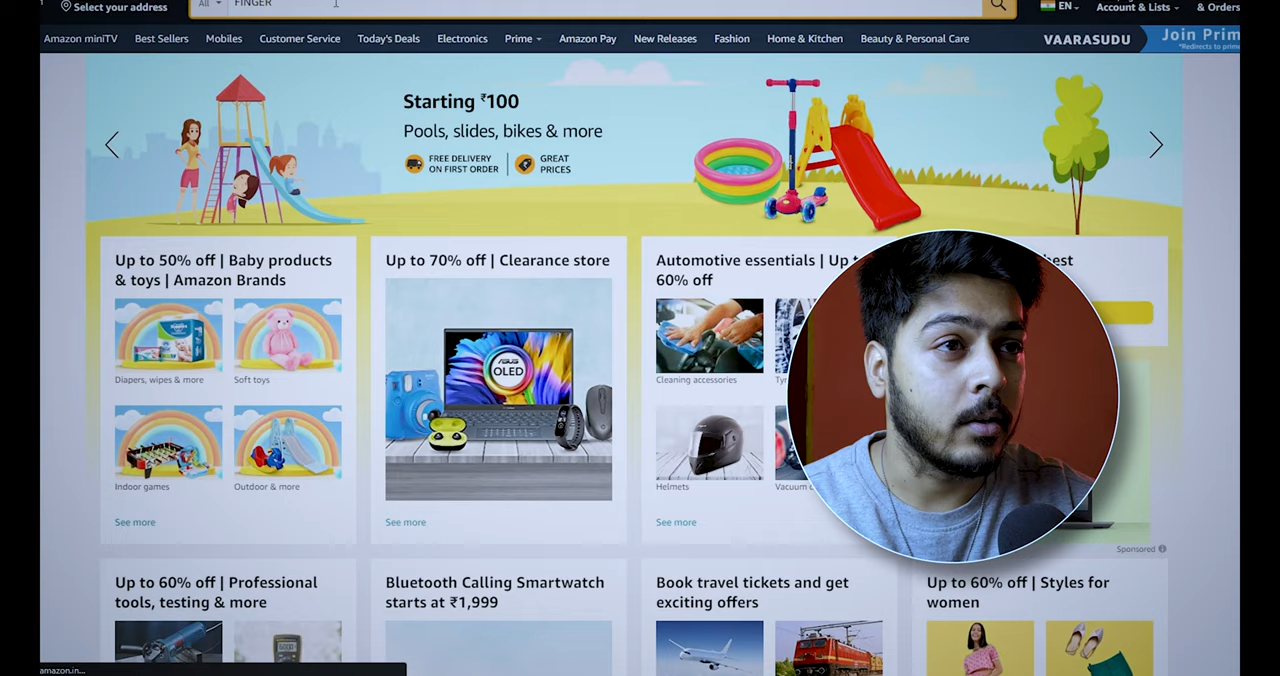 Select your address
All
FINGER
EN
Account & Lists
& Orders
Amazon miniTV
Best Sellers
Mobiles
Customer Service
Today's Deals
Electronics
Prime
Amazon Pay
New Releases
Fashion
Home & Kitchen
Beauty & Personal Care
VAARASUDU
Join Prim
*Redirects to prim
Starting ₹100
Pools, slides, bikes & more
FREE DELIVERY
ON FIRST ORDER
GREAT
PRICES
Up to 50% off | Baby products
& toys | Amazon Brands
Diapers, wipes & more
Soft toys
Indoor games
Outdoor & more
See more
Up to 70% off | Clearance store
ASUS
OLED
See more
Automotive essentials | Up
60% off
Cleaning accessories
Helmets
Vacuum
See more
Sponsored
Up to 60% off | Professional
tools, testing & more
Bluetooth Calling Smartwatch
starts at ₹1,999
Book travel tickets and get
exciting offers
Up to 60% off | Styles for
women
amazon.in...